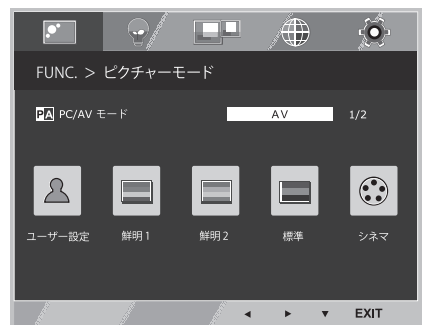 FUNC. > ピクチャーモード
PA PC/AV モード AV 1/2
ユーザー設定 鮮明1 鮮明2 標準 シネマ
◄ ► ▼ EXIT